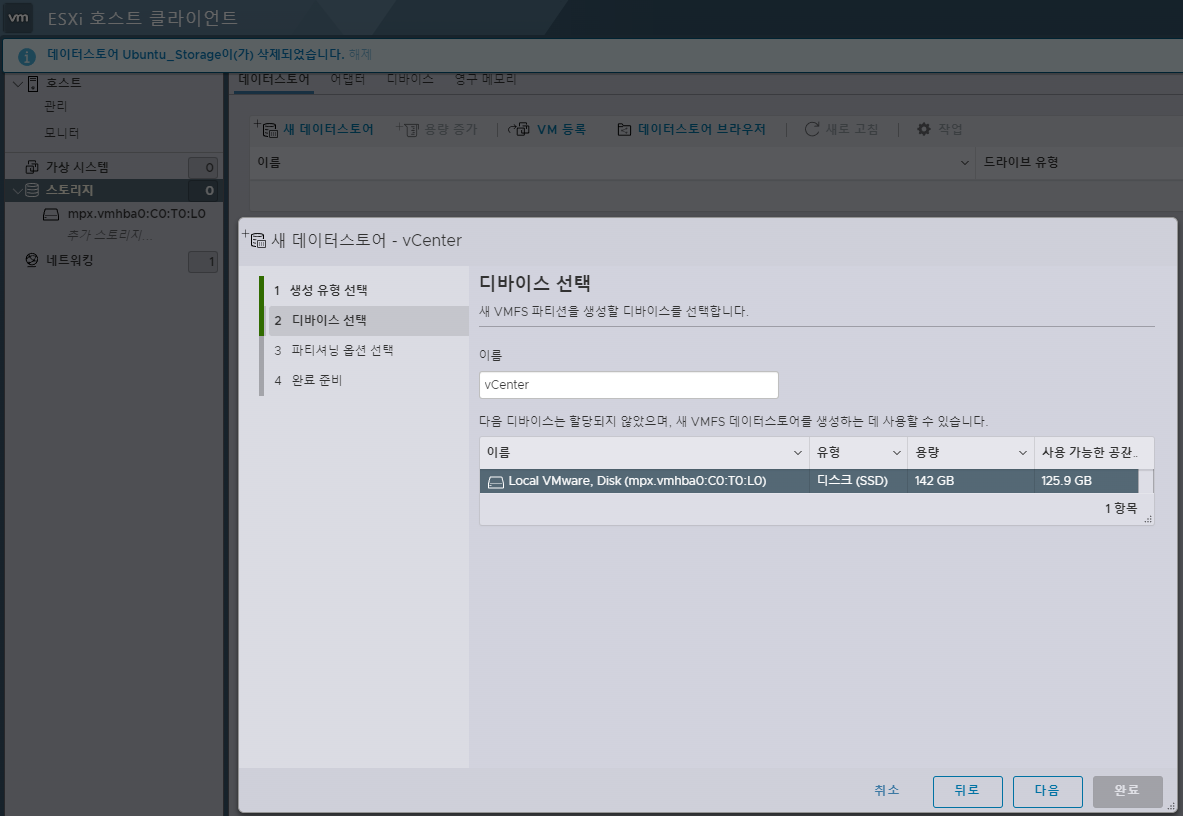 vm ESXi 호스트 클라이언트
데이터스토어 Ubuntu_Storage이(가) 삭제되었습니다. 해제
호스트
관리
모니터
가상 시스템 0
스토리지 0
mpx.vmhba0:C0:T0:L0
추가 스토리지...
네트워킹 1
데이터스토어 어댑터 디바이스 영구 메모리
새 데이터스토어 용량 증가 VM 등록 데이터스토어 브라우저 새로 고침 작업
이름 드라이브 유형
새 데이터스토어 - vCenter
1 생성 유형 선택
2 디바이스 선택
3 파티셔닝 옵션 선택
4 완료 준비
디바이스 선택
새 VMFS 파티션을 생성할 디바이스를 선택합니다.
이름
vCenter
다음 디바이스는 할당되지 않았으며, 새 VMFS 데이터스토어를 생성하는 데 사용할 수 있습니다.
이름 유형 용량 사용 가능한 공간..
Local VMware, Disk (mpx.vmhba0:C0:T0:L0) 디스크 (SSD) 142 GB 125.9 GB
1 항목
취소 뒤로 다음 완료